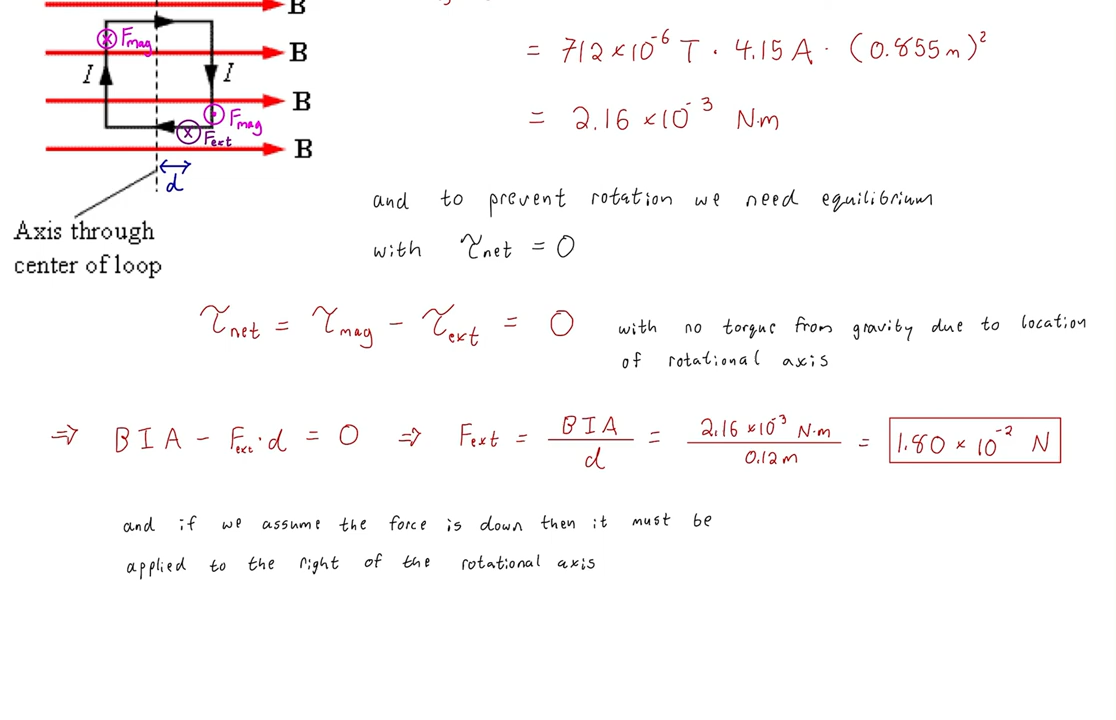 B
F_mag
B
= 712 × 10⁻⁶ T · 4.15 A · (0.855 m)²
I I
B
F_mag
F_ext
= 2.16 × 10⁻³ N·m
B
d
and to prevent rotation we need equilibrium
Axis through
center of loop
with τ_net = 0
τ_net = τ_mag - τ_ext = 0 with no torque from gravity due to location
of rotational axis
⇒ BIA - F_ext · d = 0 ⇒ F_ext = BIA / d = 2.16 × 10⁻³ N·m / 0.12 m = 1.80 × 10⁻² N
and if we assume the force is down then it must be
applied to the right of the rotational axis